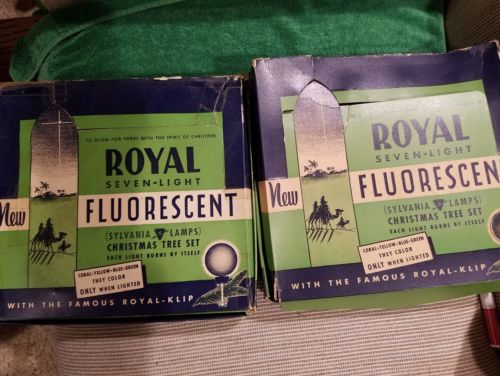 TO GLOW FOR YEARS WITH THE SPIRIT OF CHRISTMAS
ROYAL
SEVEN-LIGHT
New
FLUORESCENT
(SYLVANIA LAMPS)
CHRISTMAS TREE SET
EACH LIGHT BURNS BY ITSELF
CORAL-YELLOW-BLUE-GREEN
THEY COLOR
ONLY WHEN LIGHTED
WITH THE FAMOUS ROYAL-KLIP
ROYAL
SEVEN-LIGHT
New
FLUORESCEN
(SYLVANIA LAMPS)
CHRISTMAS TREE SET
EACH LIGHT BURNS BY ITSELF
CORAL-YELLOW-BLUE-GREEN
THEY COLOR
ONLY WHEN LIGHTED
WITH THE FAMOUS ROYAL-KLIP